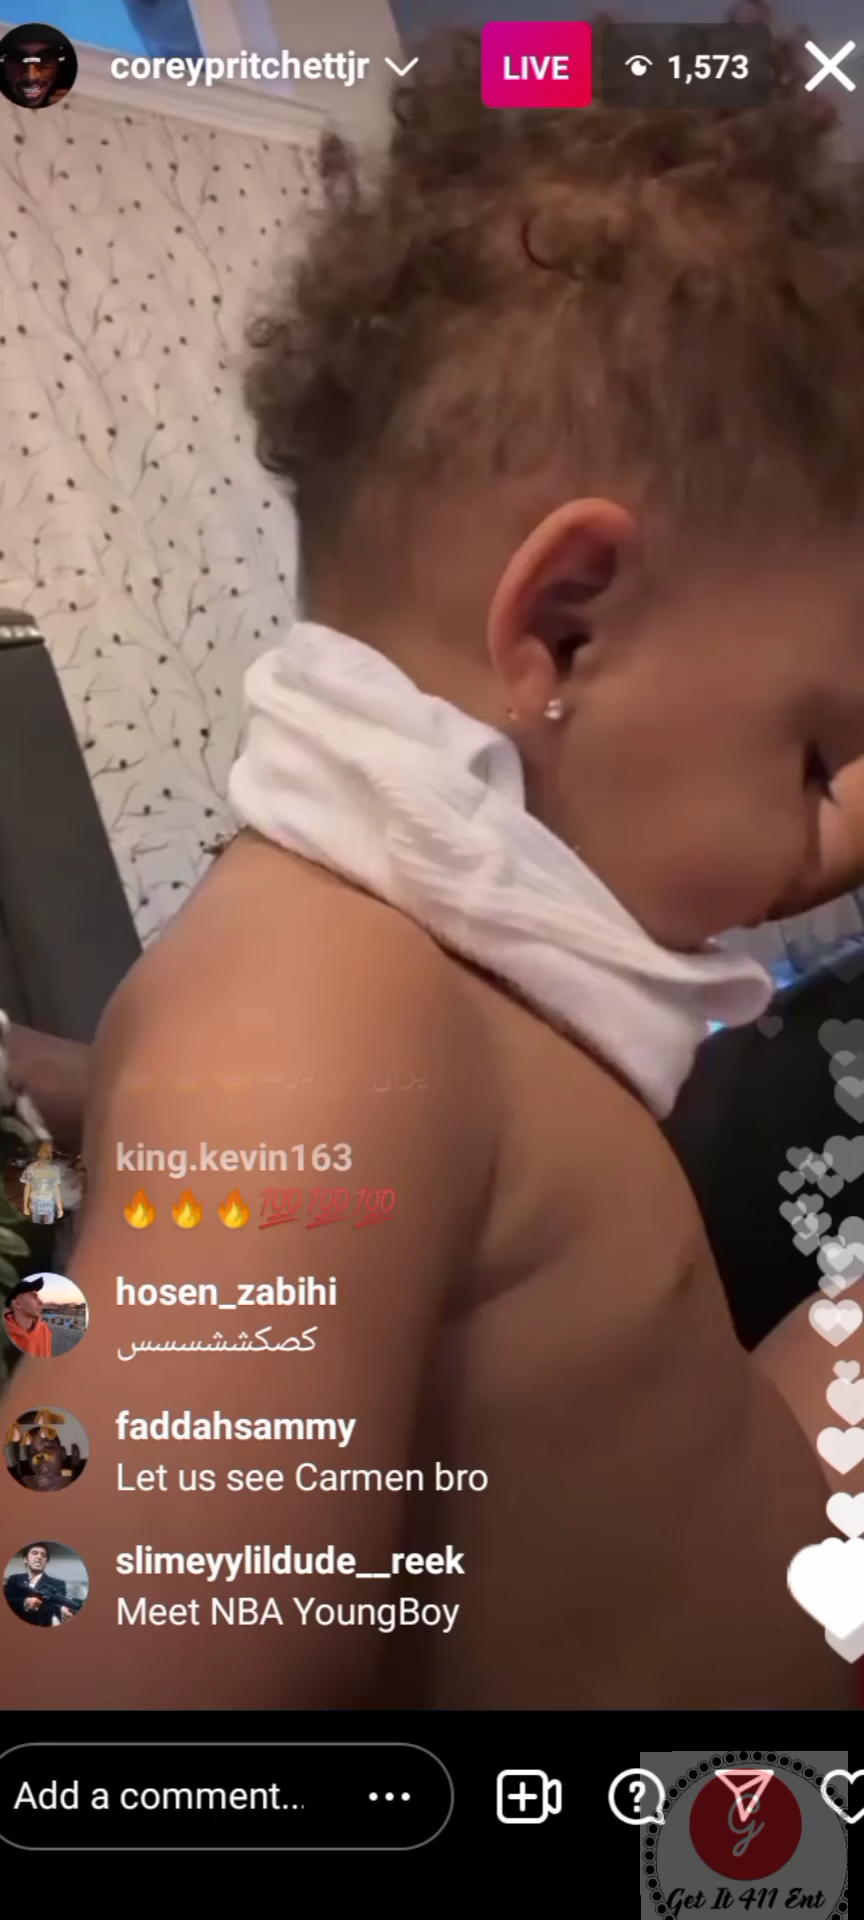 coreypritchettjr
LIVE
1,573
king.kevin163
🔥🔥🔥💯💯💯
hosen_zabihi
کصکششسسس
faddahsammy
Let us see Carmen bro
slimeyylildude__reek
Meet NBA YoungBoy
Add a comment...
G
Get It 411 Ent